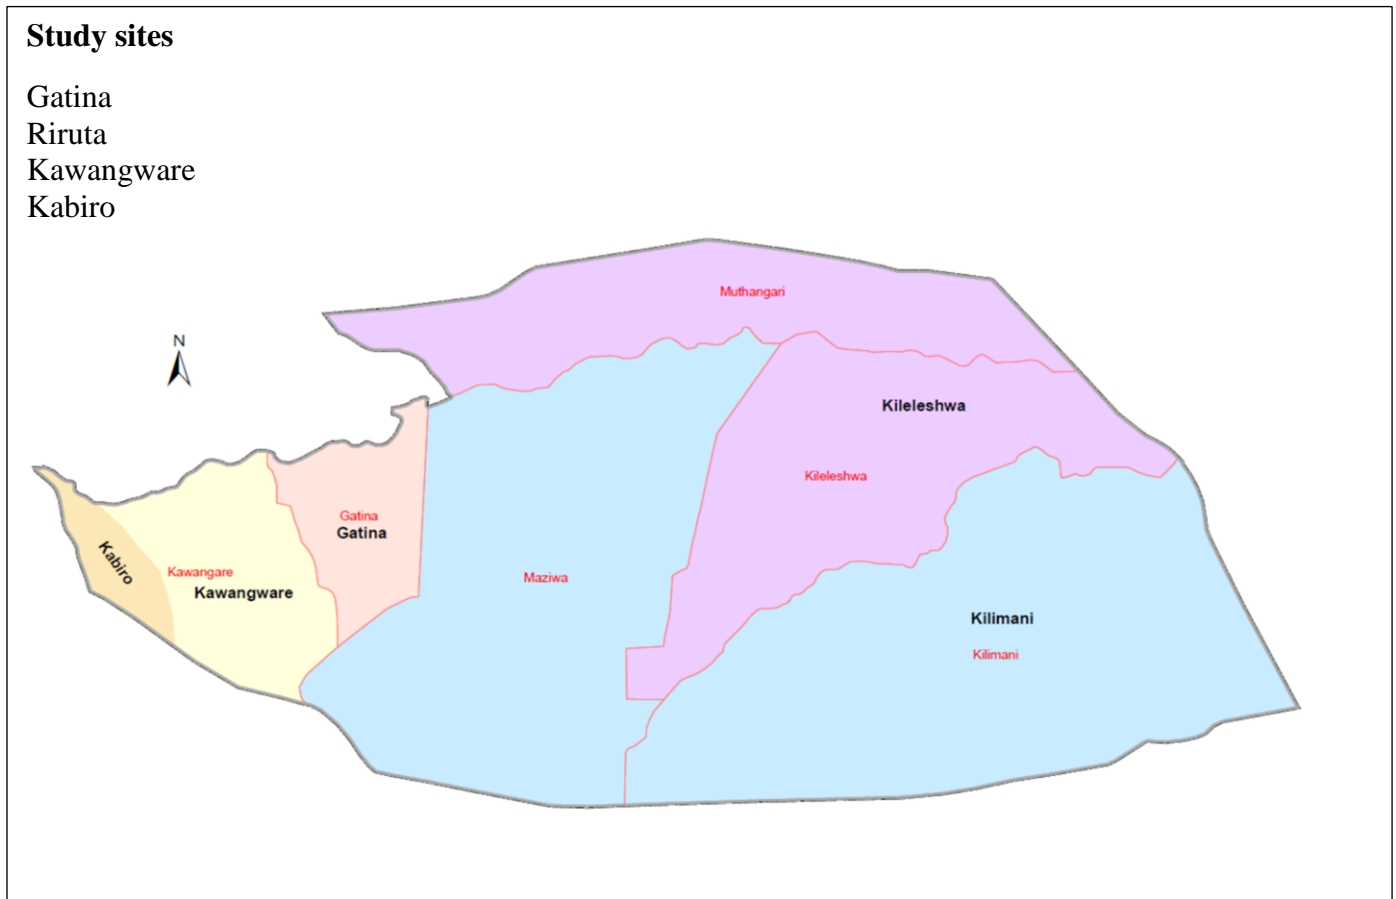 Study sites
Gatina
Riruta
Kawangware
Kabiro
Muthangari
N
Kileleshwa
Kileleshwa
Gatina
Gatina
Kabiro
Kawangare
Kawangware
Maziwa
Kilimani
Kilimani